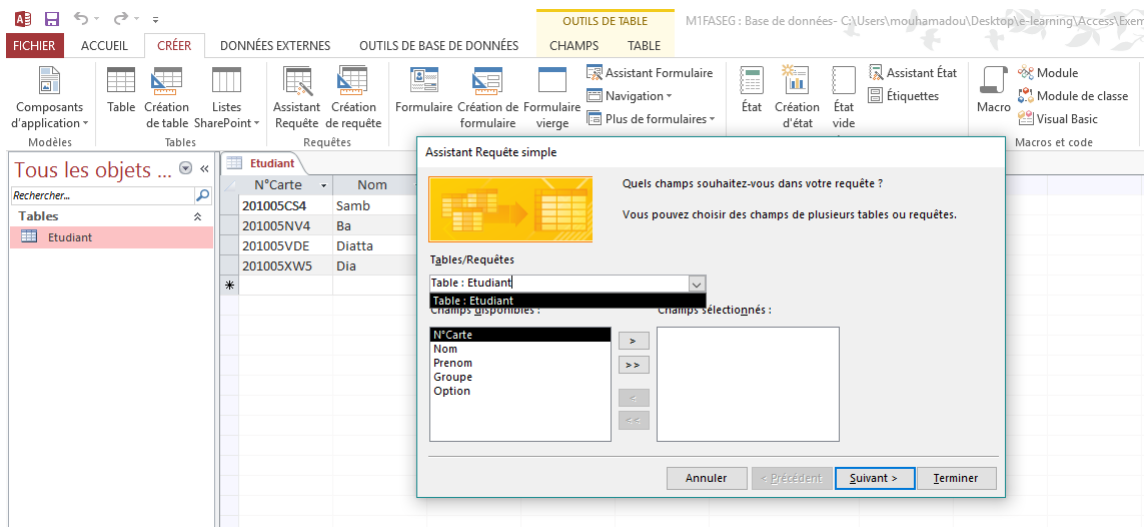 OUTILS DE TABLE
M1FASEG : Base de données- C:\Users\mouhamadou\Desktop\e-learning\Access\Exem
FICHIER ACCUEIL CRÉER DONNÉES EXTERNES OUTILS DE BASE DE DONNÉES CHAMPS TABLE
Composants d'application
Table
Création de table
Listes SharePoint
Assistant Requête
Création de requête
Formulaire
Création de formulaire
Formulaire vierge
Assistant Formulaire
Navigation
Plus de formulaires
État
Création d'état
État vide
Assistant État
Étiquettes
Macro
Module
Module de classe
Visual Basic
Modèles
Tables
Requêtes
Macros et code
Tous les objets ...
Rechercher...
Tables
Etudiant
Etudiant
N°Carte Nom
201005CS4 Samb
201005NV4 Ba
201005VDE Diatta
201005XW5 Dia
Assistant Requête simple
Quels champs souhaitez-vous dans votre requête ?
Vous pouvez choisir des champs de plusieurs tables ou requêtes.
Tables/Requêtes
Table : Etudiant
Table : Etudiant
Champs disponibles :
Champs sélectionnés :
N°Carte
Nom
Prenom
Groupe
Option
>
>>
<
<<
Annuler
< Précédent
Suivant >
Terminer